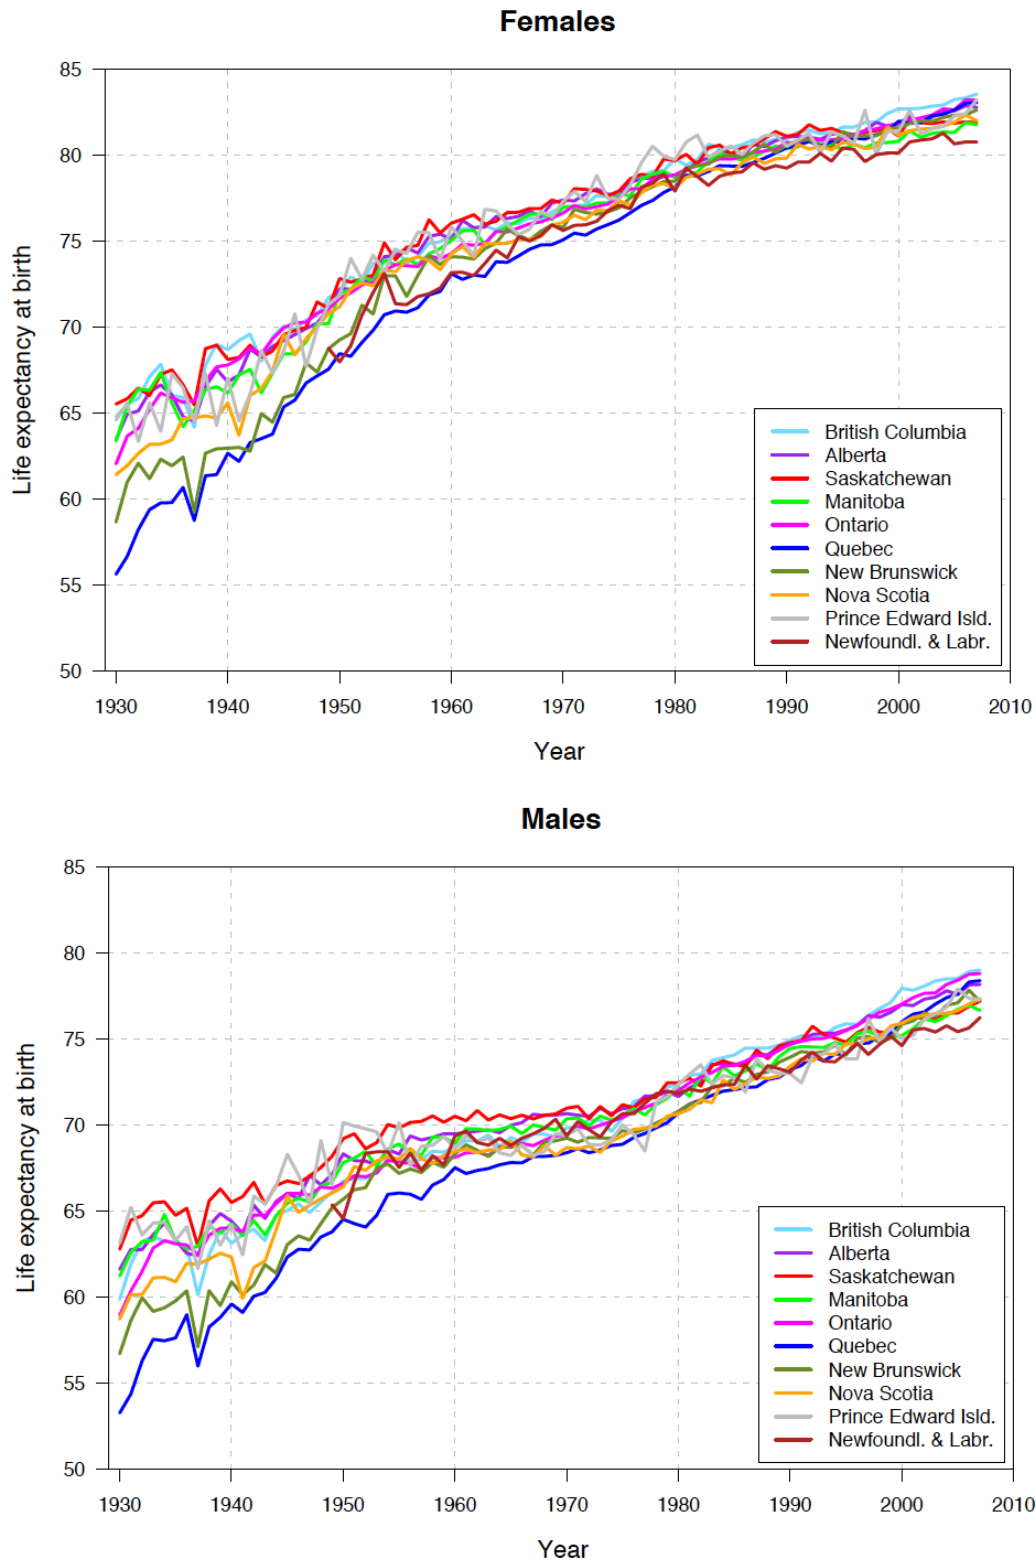 Females
85
80
75
70
65
60
55
50
Life expectancy at birth
British Columbia
Alberta
Saskatchewan
Manitoba
Ontario
Quebec
New Brunswick
Nova Scotia
Prince Edward Isld.
Newfoundl. & Labr.
1930 1940 1950 1960 1970 1980 1990 2000 2010
Year
Males
85
80
75
70
65
60
55
50
Life expectancy at birth
British Columbia
Alberta
Saskatchewan
Manitoba
Ontario
Quebec
New Brunswick
Nova Scotia
Prince Edward Isld.
Newfoundl. & Labr.
1930 1940 1950 1960 1970 1980 1990 2000 2010
Year